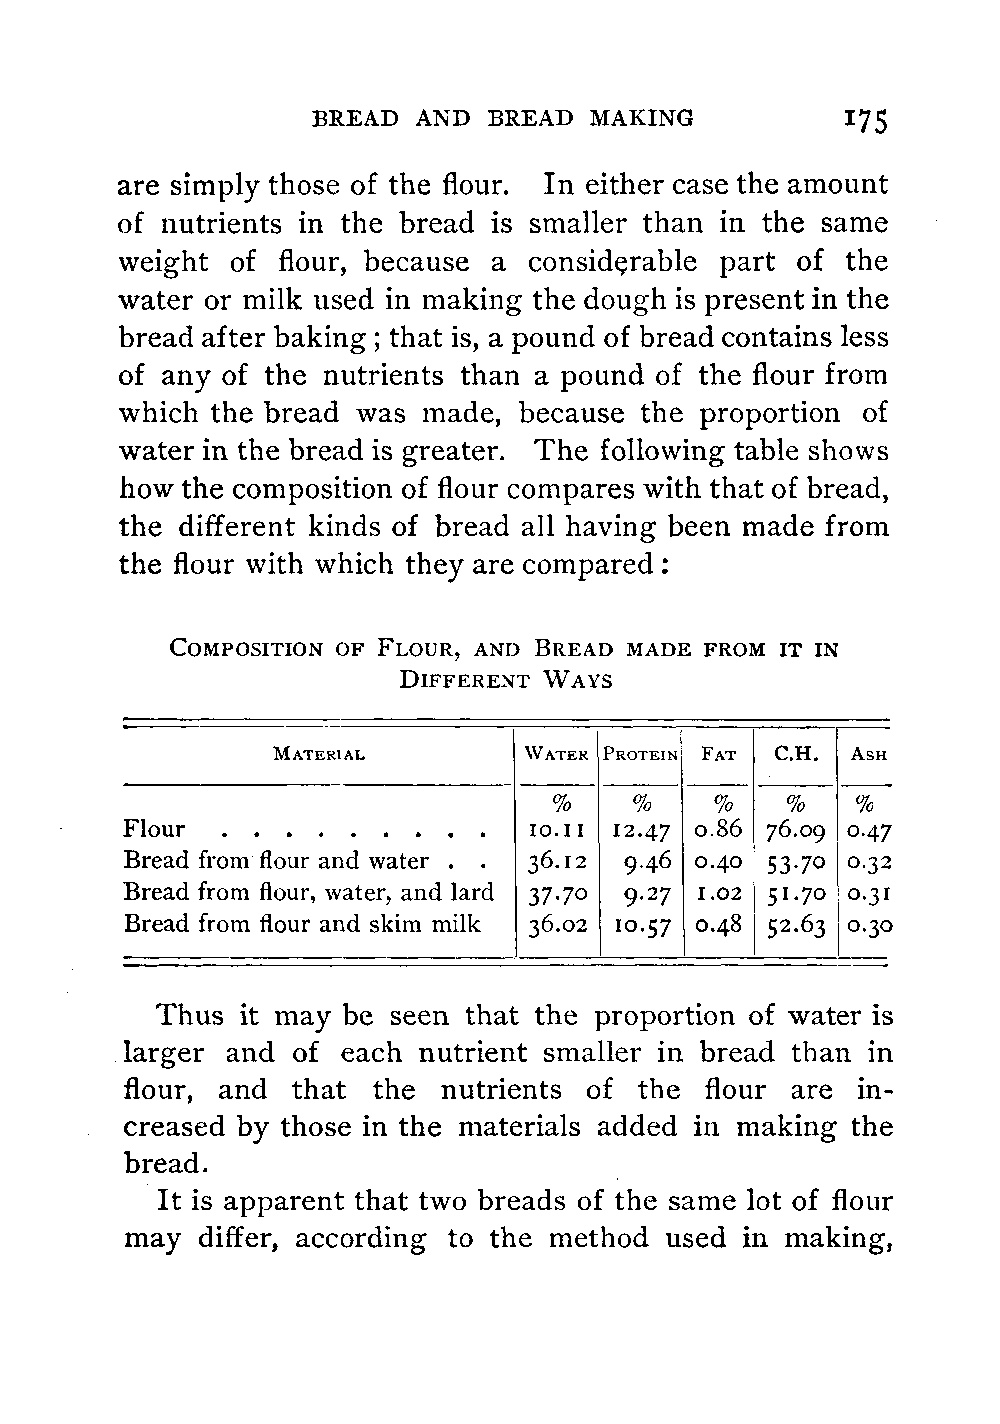 BREAD AND BREAD MAKING 175
are simply those of the flour. In either case the amount
of nutrients in the bread is smaller than in the same
weight of flour, because a considerable part of the
water or milk used in making the dough is present in the
bread after baking ; that is, a pound of bread contains less
of any of the nutrients than a pound of the flour from
which the bread was made, because the proportion of
water in the bread is greater. The following table shows
how the composition of flour compares with that of bread,
the different kinds of bread all having been made from
the flour with which they are compared :
COMPOSITION OF FLOUR, AND BREAD MADE FROM IT IN
DIFFERENT WAYS
MATERIAL WATER PROTEIN FAT C.H. ASH
% % % % %
Flour . . . . . . . . . 10.11 12.47 0.86 76.09 0.47
Bread from flour and water . . 36.12 9.46 0.40 53.70 0.32
Bread from flour, water, and lard 37.70 9.27 1.02 51.70 0.31
Bread from flour and skim milk 36.02 10.57 0.48 52.63 0.30
Thus it may be seen that the proportion of water is
larger and of each nutrient smaller in bread than in
flour, and that the nutrients of the flour are in-
creased by those in the materials added in making the
bread.
It is apparent that two breads of the same lot of flour
may differ, according to the method used in making,